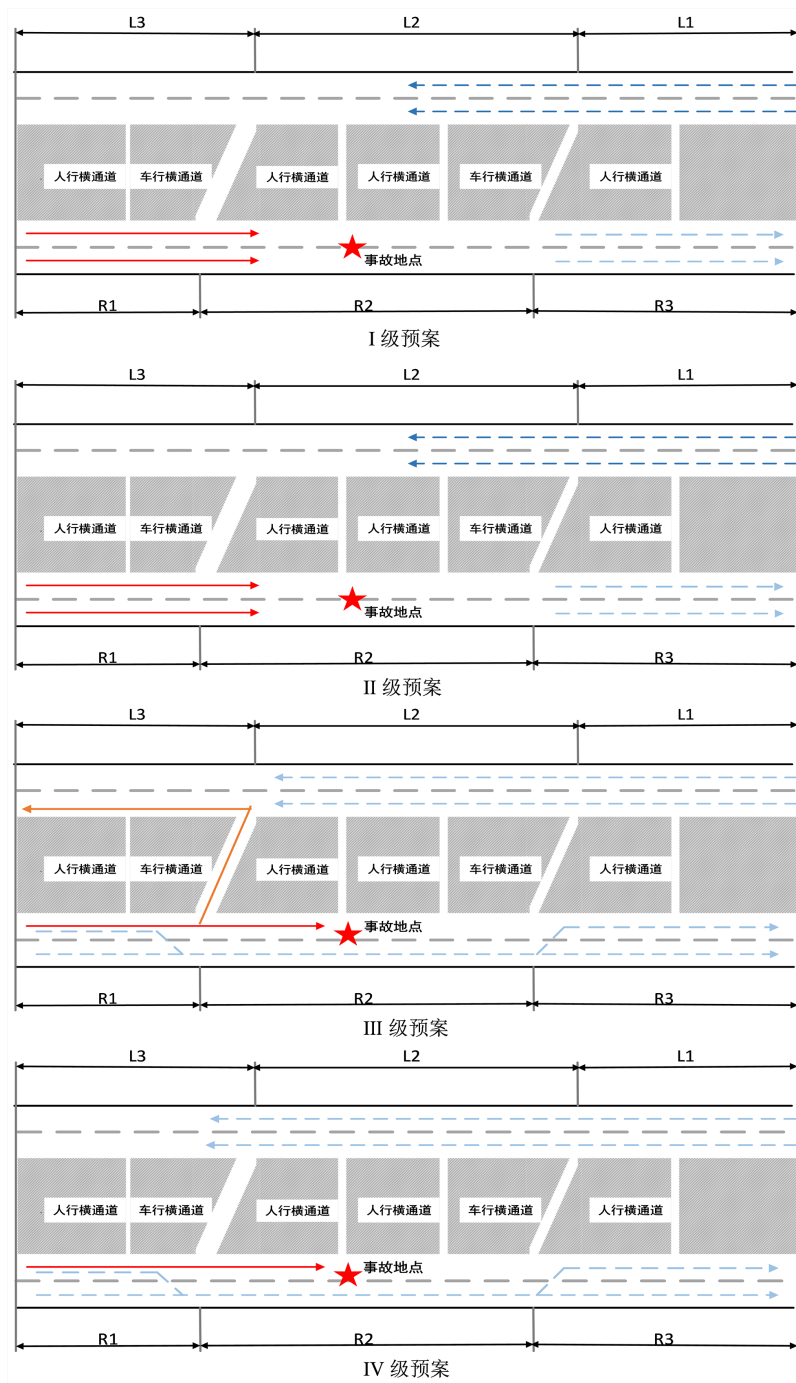 L3 L2 L1
人行横通道 车行横通道 人行横通道 人行横通道 车行横通道 人行横通道
事故地点
R1 R2 R3
I 级预案
L3 L2 L1
人行横通道 车行横通道 人行横通道 人行横通道 车行横通道 人行横通道
事故地点
R1 R2 R3
II 级预案
L3 L2 L1
人行横通道 车行横通道 人行横通道 人行横通道 车行横通道 人行横通道
事故地点
R1 R2 R3
III 级预案
L3 L2 L1
人行横通道 车行横通道 人行横通道 人行横通道 车行横通道 人行横通道
事故地点
R1 R2 R3
IV 级预案